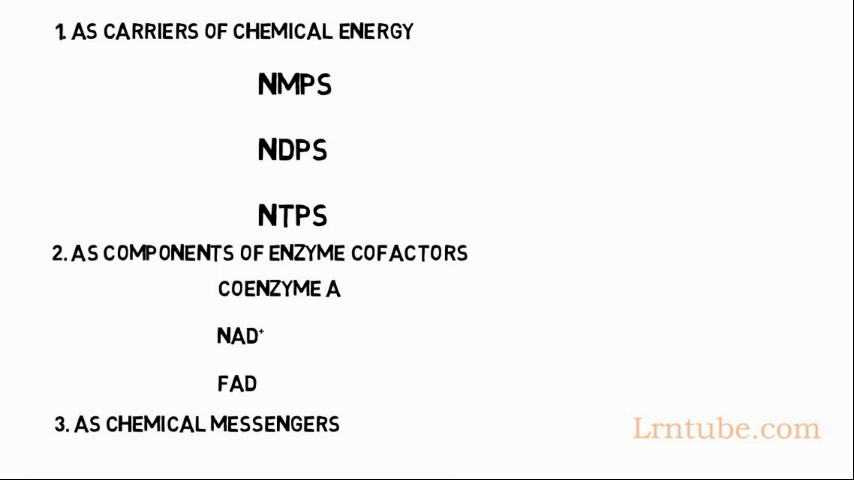 1. AS CARRIERS OF CHEMICAL ENERGY
NMPS
NDPS
NTPS
2. AS COMPONENTS OF ENZYME COFACTORS
COENZYME A
NAD⁺
FAD
3. AS CHEMICAL MESSENGERS
Lrntube.com